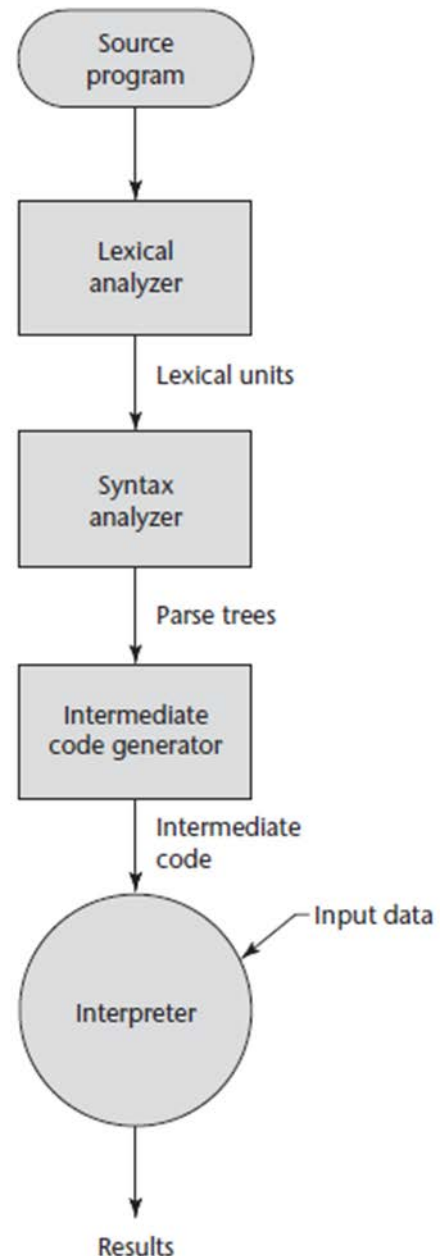 Source
program
Lexical
analyzer
Lexical units
Syntax
analyzer
Parse trees
Intermediate
code generator
Intermediate
code
Input data
Interpreter
Results